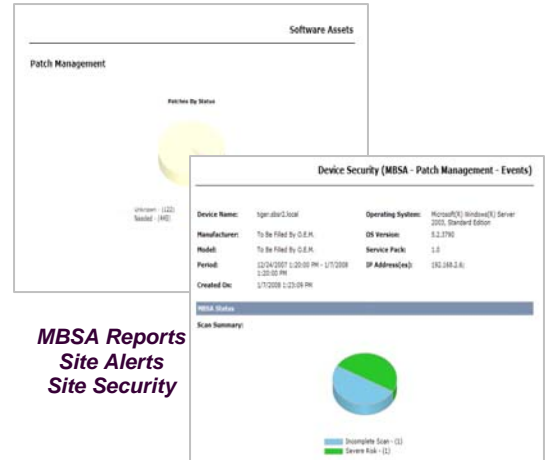 Software Assets
Patch Management
Patches By Status
Unknown - (122)
Needed - (440)
Device Security (MBSA - Patch Management - Events)
Device Name: tiger.sbsr2.local Operating System: Microsoft(R) Windows(R) Server 2003, Standard Edition
Manufacturer: To Be Filled By O.E.M. OS Version: 5.2.3790
Model: To Be Filled By O.E.M. Service Pack: 1.0
Period: 12/24/2007 1:20:00 PM - 1/7/2008 1:20:00 PM IP Address(es): 192.168.2.6;
Created On: 1/7/2008 1:23:09 PM
MBSA Status
Scan Summary:
Incomplete Scan - (1)
Severe Risk - (1)
MBSA Reports
Site Alerts
Site Security